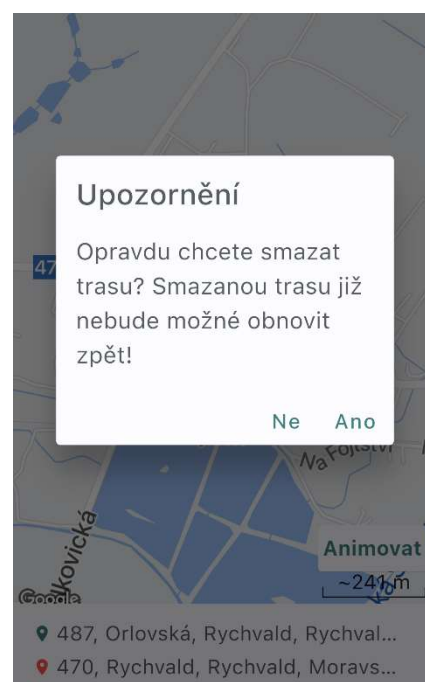 Upozornění
Opravdu chcete smazat
trasu? Smazanou trasu již
nebude možné obnovit
zpět!
Ne Ano
47
Na Fojtství
Animovat
~241 m
Google
487, Orlovská, Rychvald, Rychval...
470, Rychvald, Rychvald, Moravs...